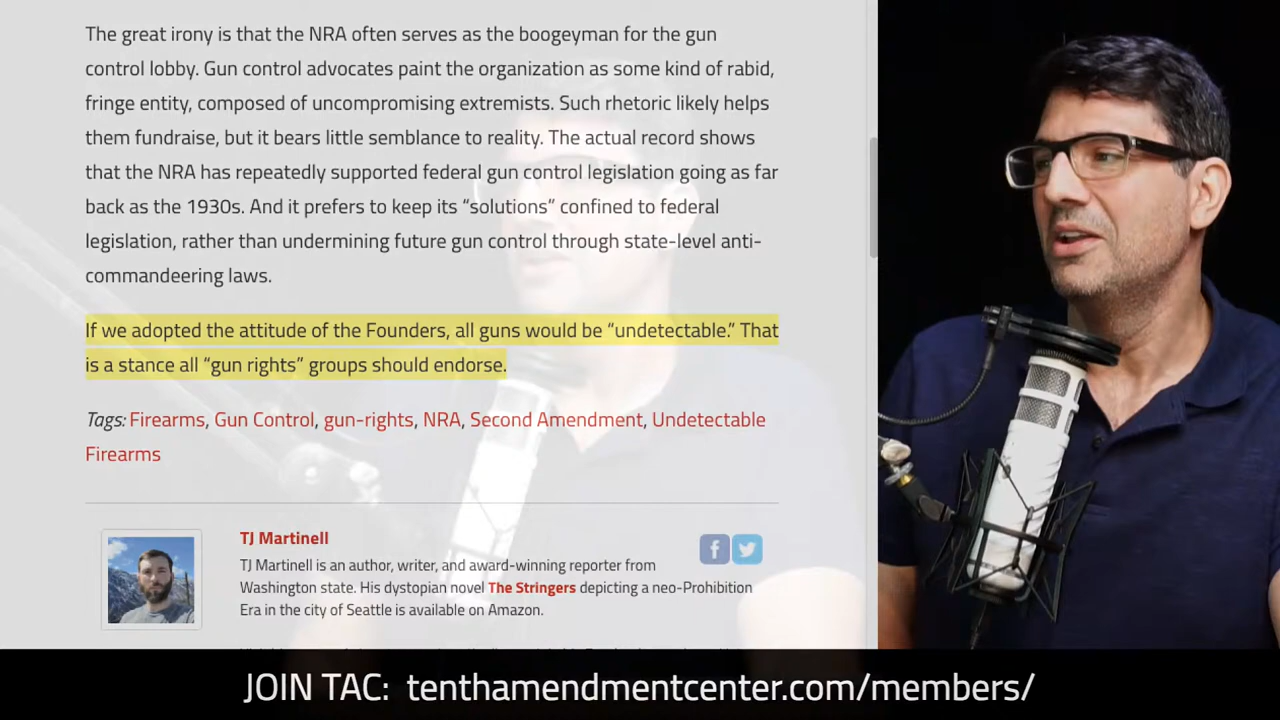 The great irony is that the NRA often serves as the boogeyman for the gun
control lobby. Gun control advocates paint the organization as some kind of rabid,
fringe entity, composed of uncompromising extremists. Such rhetoric likely helps
them fundraise, but it bears little semblance to reality. The actual record shows
that the NRA has repeatedly supported federal gun control legislation going as far
back as the 1930s. And it prefers to keep its “solutions” confined to federal
legislation, rather than undermining future gun control through state-level anti-
commandeering laws.
If we adopted the attitude of the Founders, all guns would be “undetectable.” That
is a stance all “gun rights” groups should endorse.
Tags: Firearms, Gun Control, gun-rights, NRA, Second Amendment, Undetectable
Firearms
TJ Martinell
TJ Martinell is an author, writer, and award-winning reporter from
Washington state. His dystopian novel The Stringers depicting a neo-Prohibition
Era in the city of Seattle is available on Amazon.
JOIN TAC: tenthamendmentcenter.com/members/